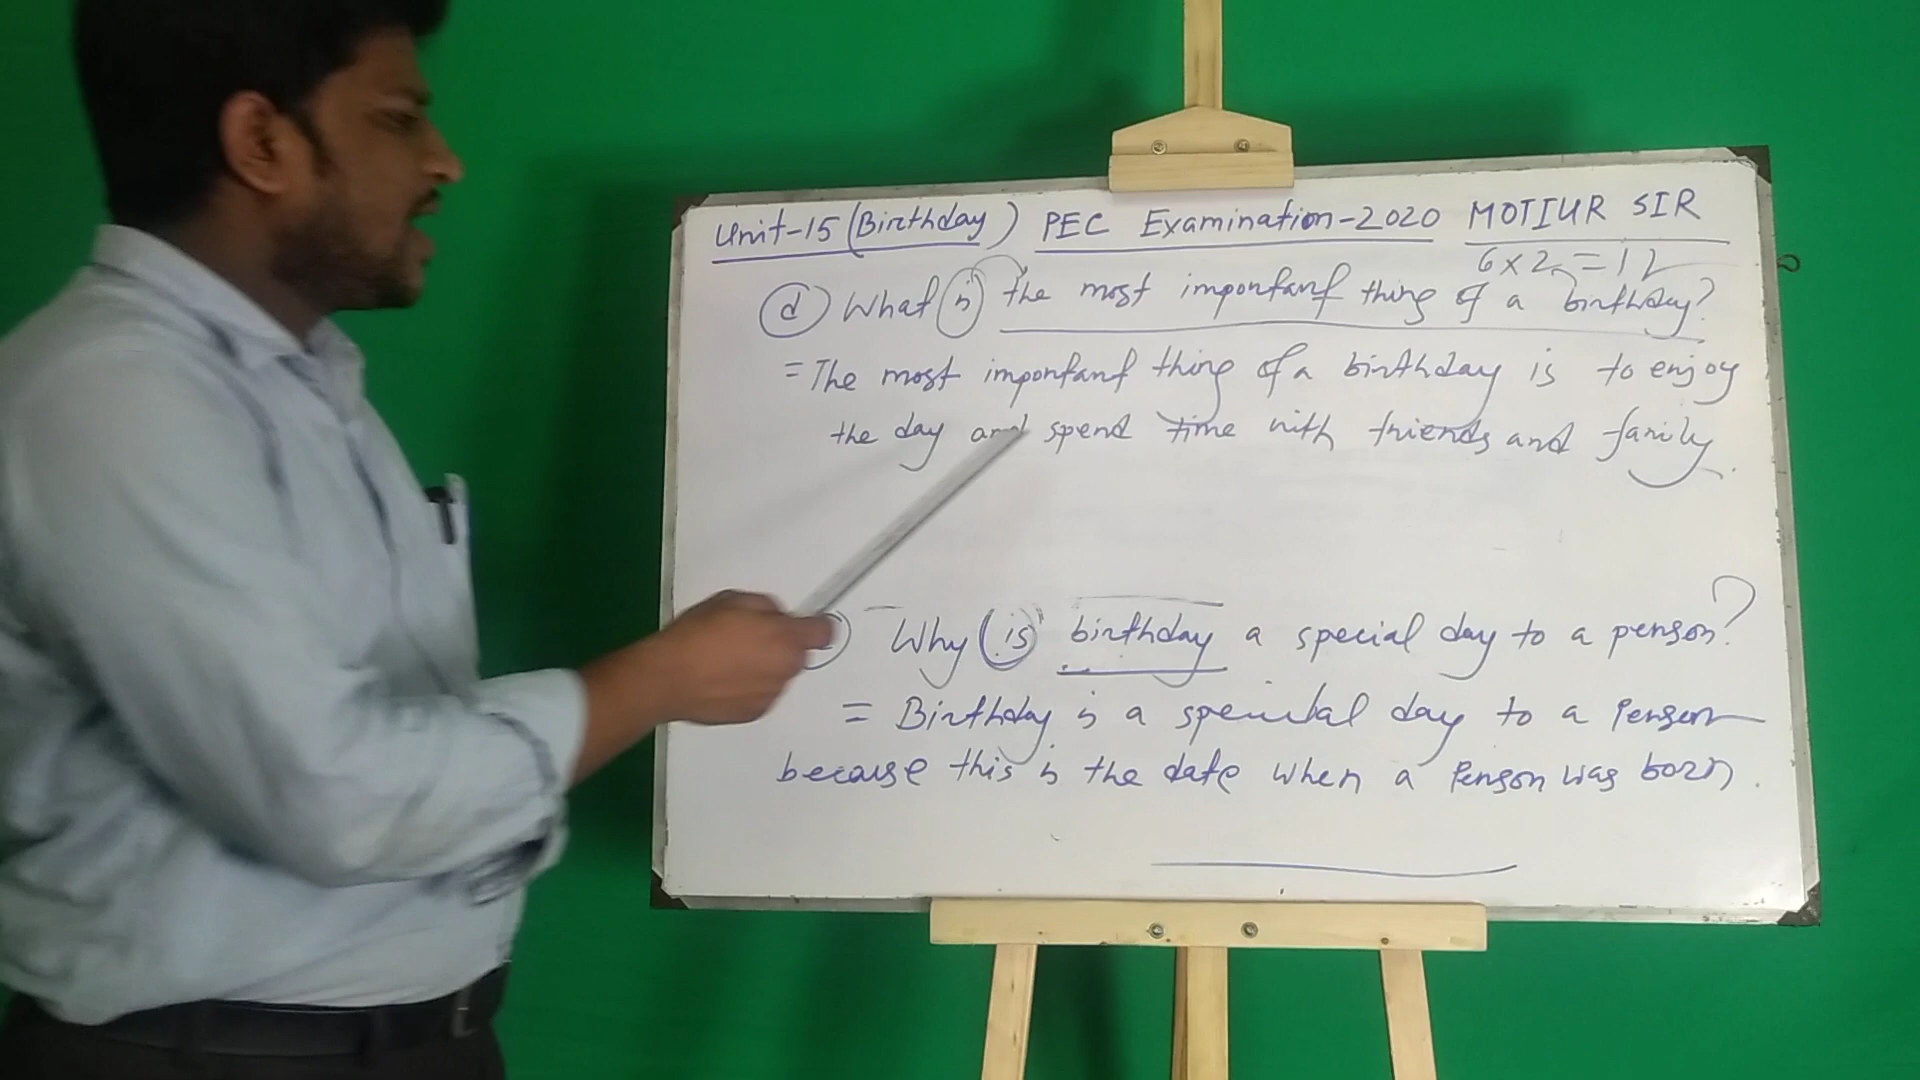 Unit-15 (Birthday) PEC Examination-2020 MOTIUR SIR
6x2=12
(d) What is the most important thing of a birthday?
= The most important thing of a birthday is to enjoy
the day and spend time with friends and family.
Why is birthday a special day to a person?
= Birthday is a special day to a Person
because this is the date when a Person was born.